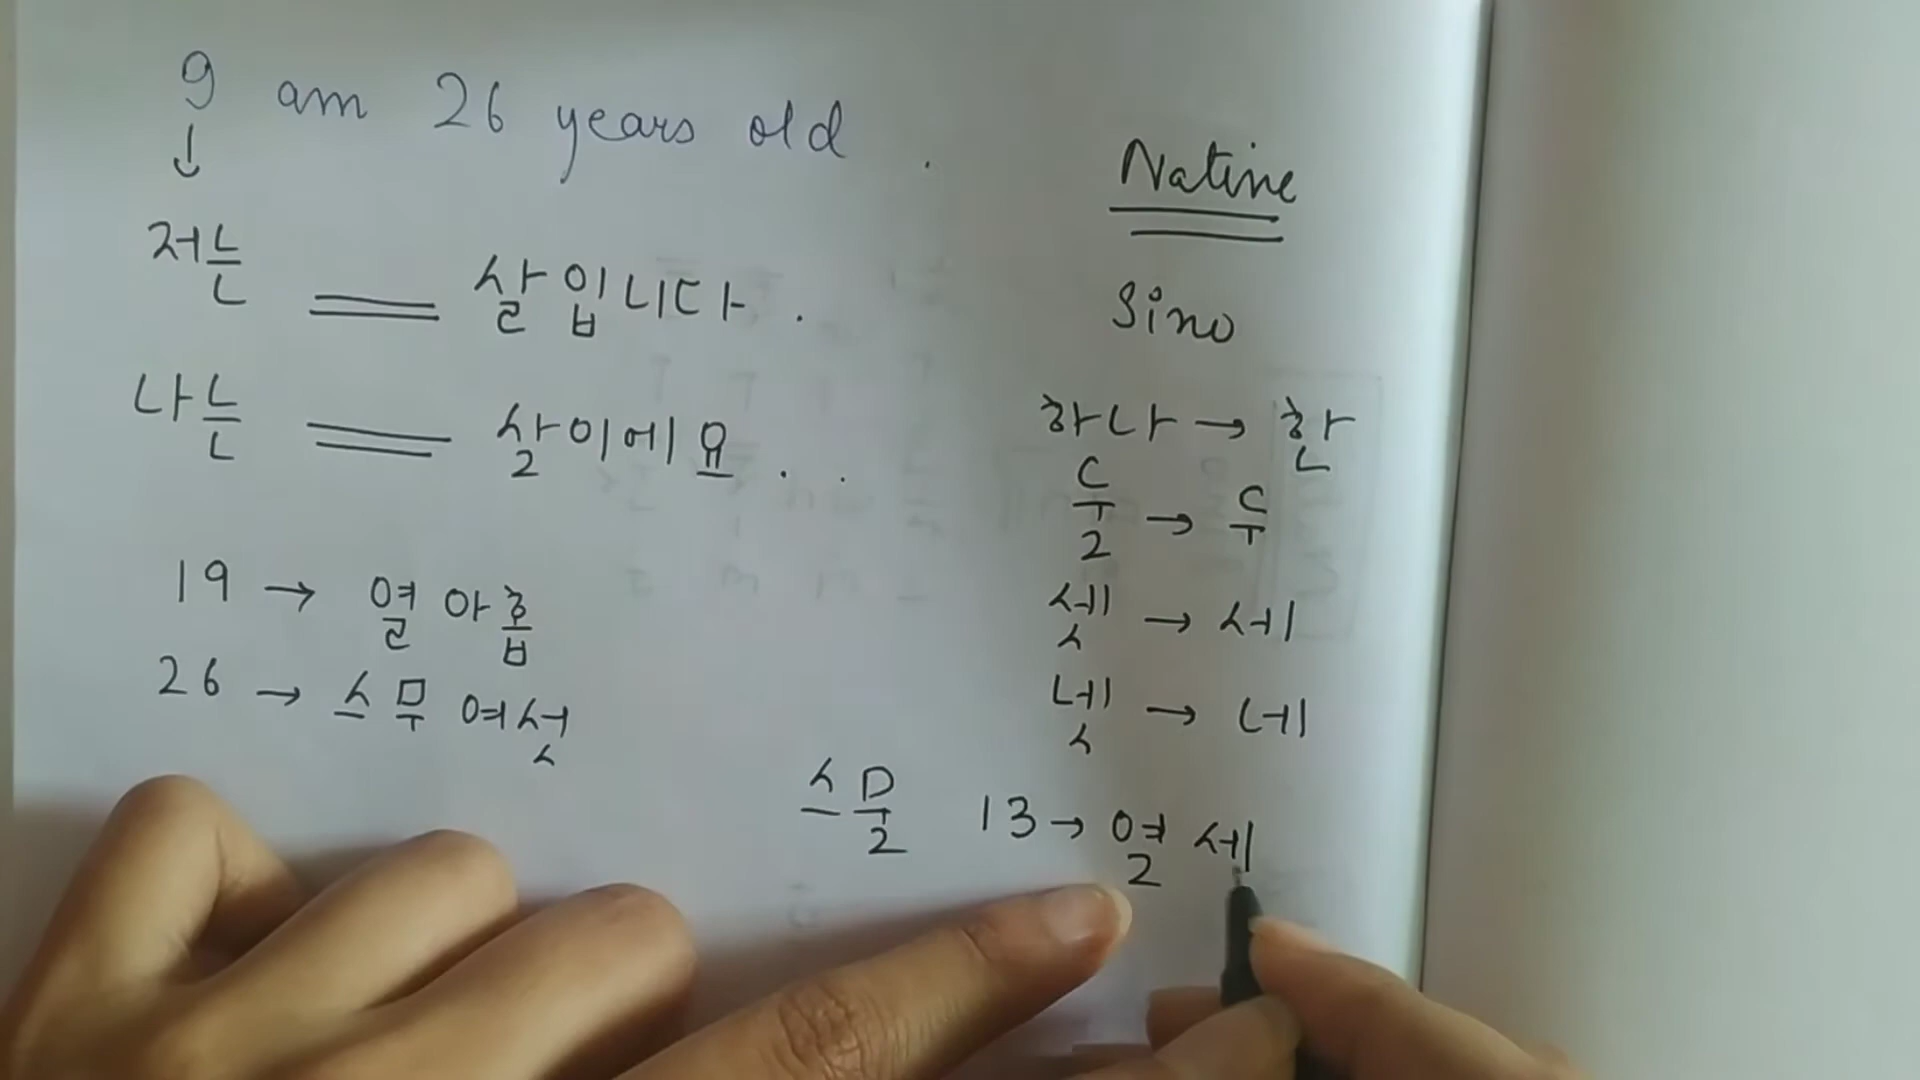 I am 26 years old .
저는 살입니다 .
나는 살이에요 . .
19 → 열아홉
26 → 스무 여섯
Native
Sino
하나 → 한
둘 → 두
셋 → 세
넷 → 네
스물
13 → 열 세